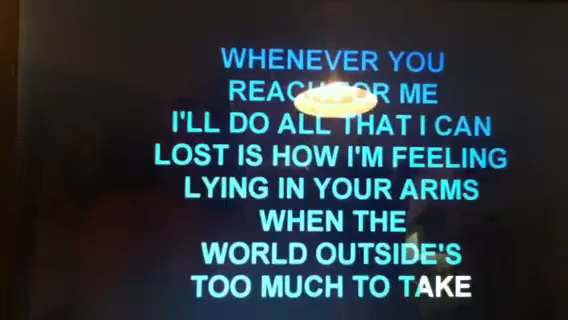 WHENEVER YOU
REACH FOR ME
I'LL DO ALL THAT I CAN
LOST IS HOW I'M FEELING
LYING IN YOUR ARMS
WHEN THE
WORLD OUTSIDE'S
TOO MUCH TO TAKE